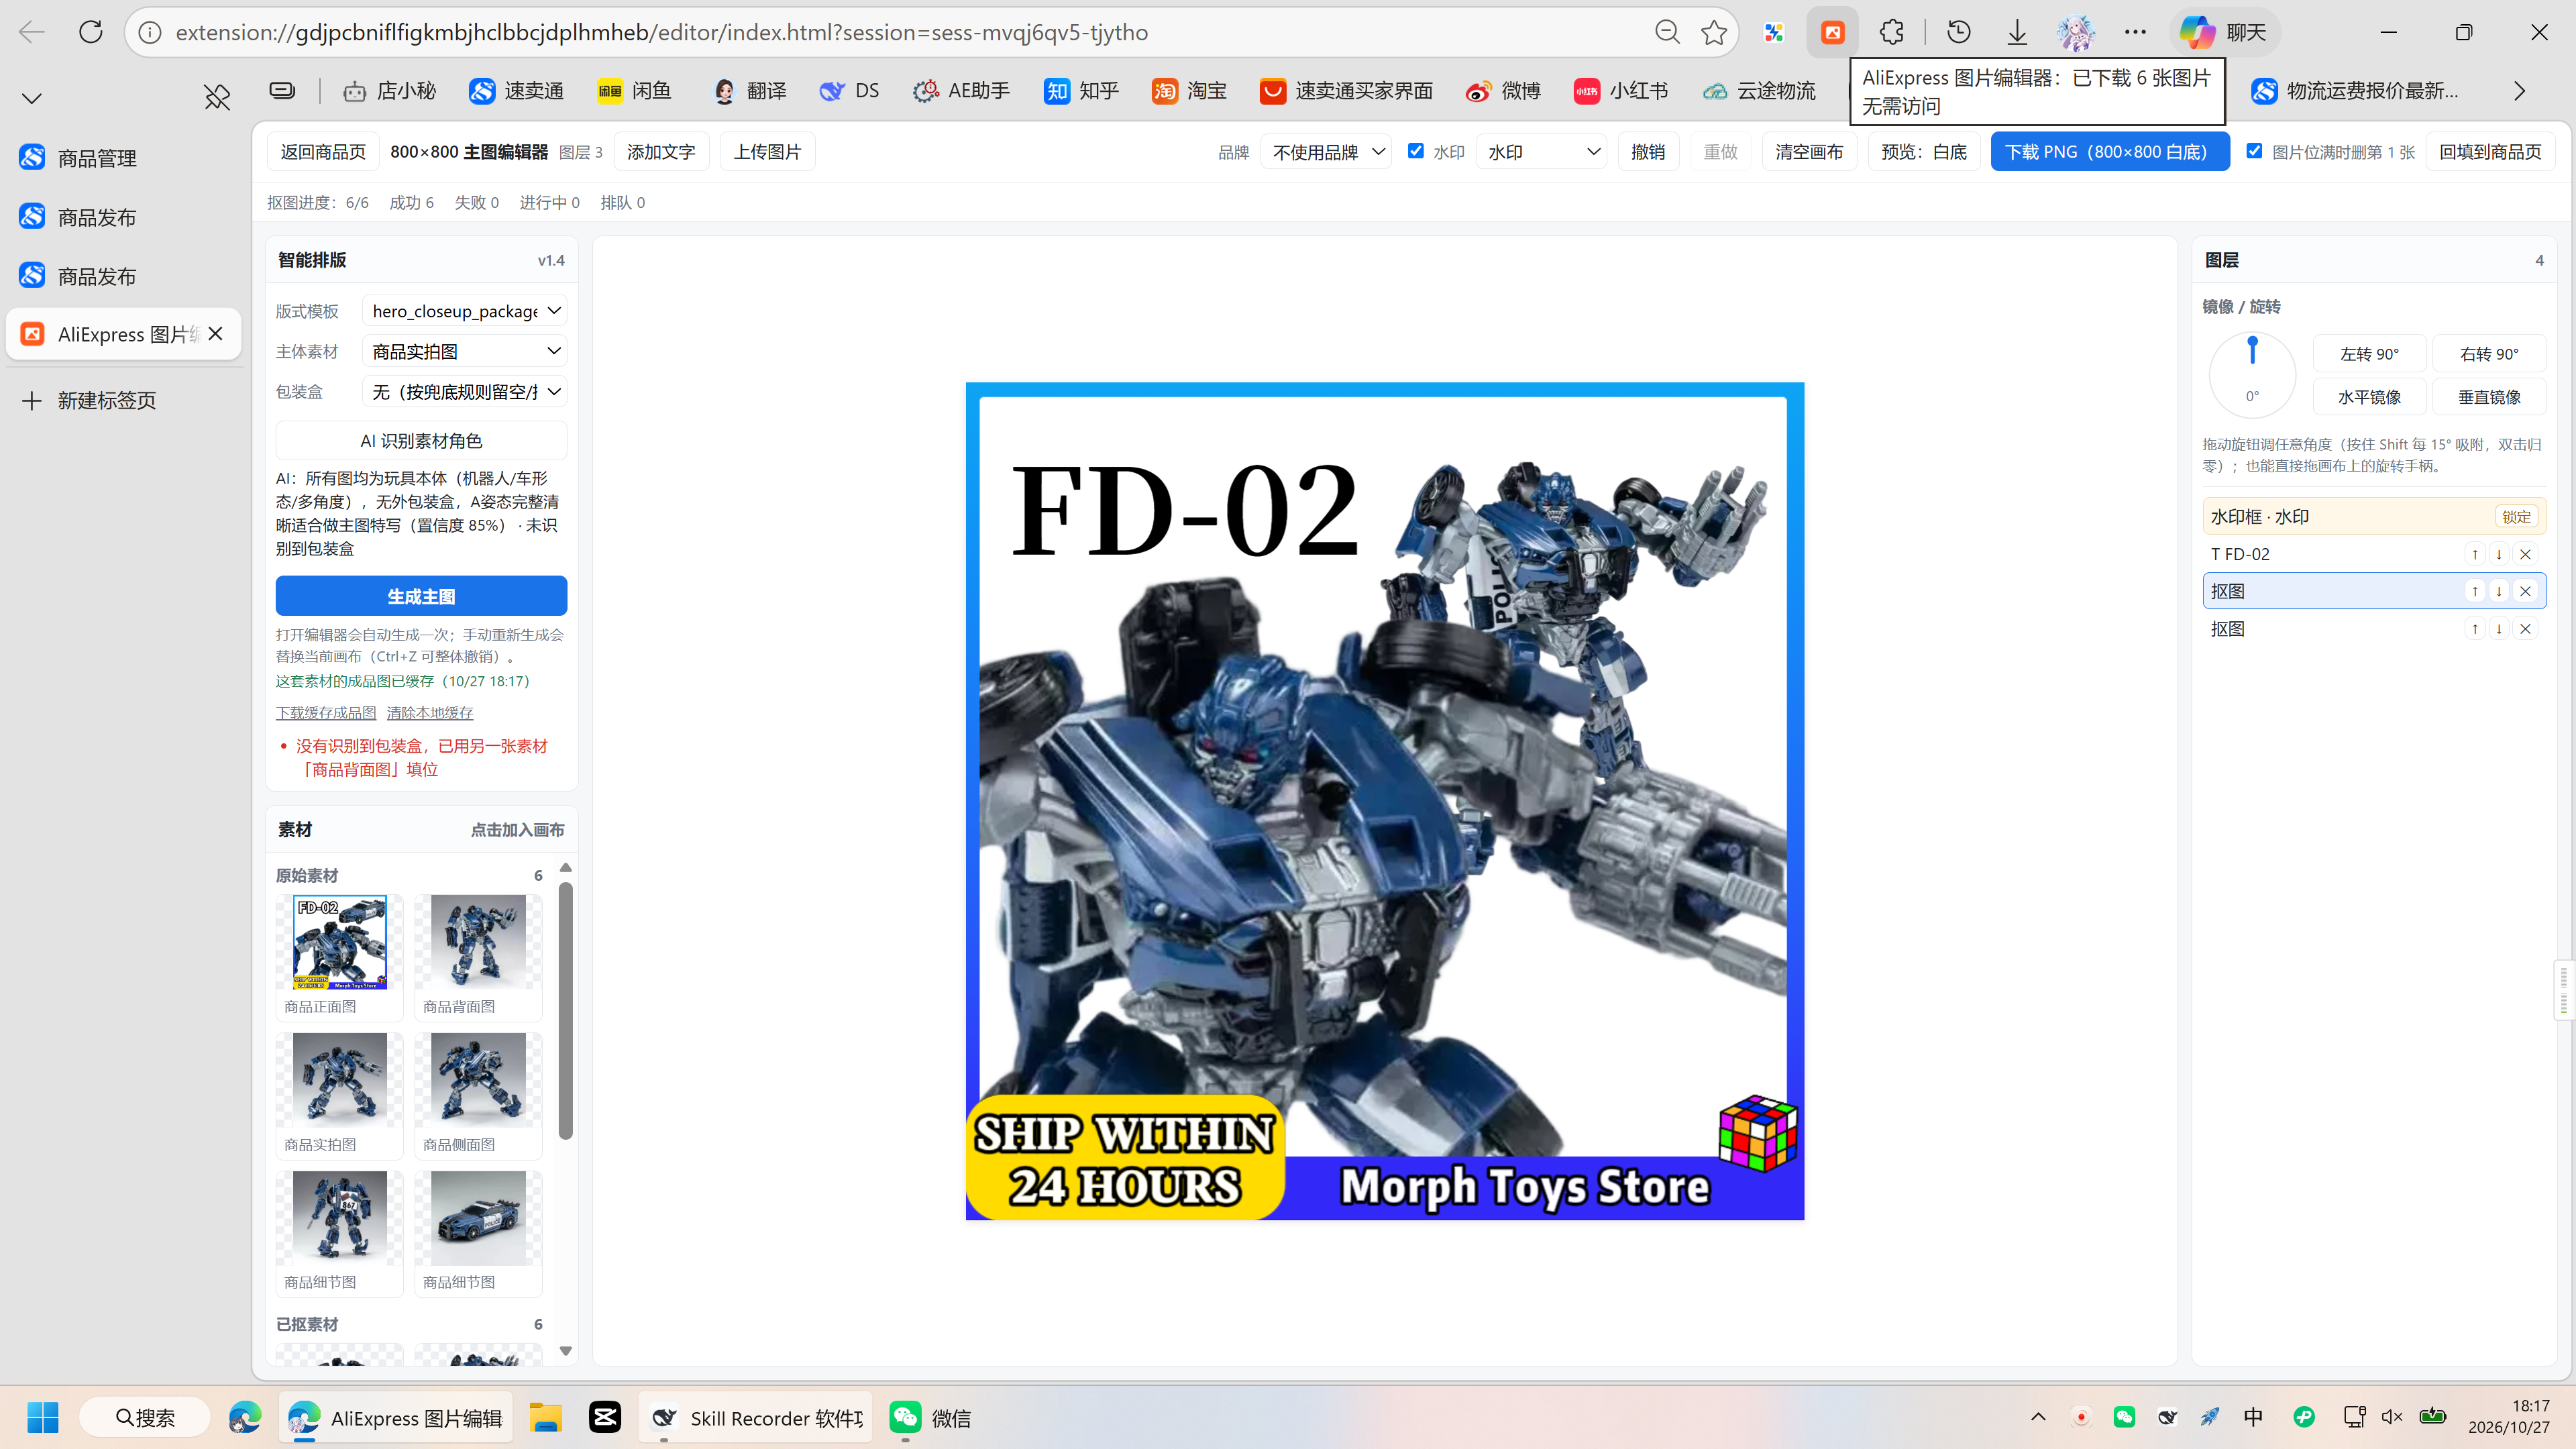 extension://gdjpcbniflfigkmbjhclbbcjdplhmheb/editor/index.html?session=sess-mvqj6qv5-tjytho
聊天
店小秘
速卖通
闲鱼
翻译
DS
AE助手
知乎
淘宝
速卖通买家界面
微博
小红书
云途物流
物流运费报价最新...
AliExpress 图片编辑器：已下载 6 张图片
无需访问
商品管理
商品发布
商品发布
AliExpress 图片编
新建标签页
返回商品页
800×800 主图编辑器
图层 3
添加文字
上传图片
品牌
不使用品牌
水印
水印
撤销
重做
清空画布
预览：白底
下载 PNG（800×800 白底）
图片位满时删第 1 张
回填到商品页
抠图进度：6/6
成功 6
失败 0
进行中 0
排队 0
智能排版
v1.4
版式模板
hero_closeup_package
主体素材
商品实拍图
包装盒
无（按兜底规则留空/
AI 识别素材角色
AI：所有图均为玩具本体（机器人/车形
态/多角度），无外包装盒，A姿态完整清
晰适合做主图特写（置信度 85%）· 未识
别到包装盒
生成主图
打开编辑器会自动生成一次；手动重新生成会
替换当前画布（Ctrl+Z 可整体撤销）。
这套素材的成品图已缓存（10/27 18:17）
下载缓存成品图
清除本地缓存
没有识别到包装盒，已用另一张素材
「商品背面图」填位
素材
点击加入画布
原始素材
6
FD-02
SHIP WITHIN
24 HOURS
Morph Toys Store
商品正面图
商品背面图
商品实拍图
商品侧面图
867
POLICE
商品细节图
商品细节图
已抠素材
6
FD-02
POLI
SHIP WITHIN
24 HOURS
Morph Toys Store
图层
4
镜像 / 旋转
0°
左转 90°
右转 90°
水平镜像
垂直镜像
拖动旋钮调任意角度（按住 Shift 每 15° 吸附，双击归
零）；也能直接拖画布上的旋转手柄。
水印框 · 水印
锁定
T FD-02
↑ ↓ ×
抠图
↑ ↓ ×
抠图
↑ ↓ ×
搜索
AliExpress 图片编辑
Skill Recorder 软件
微信
中
18:17
2026/10/27